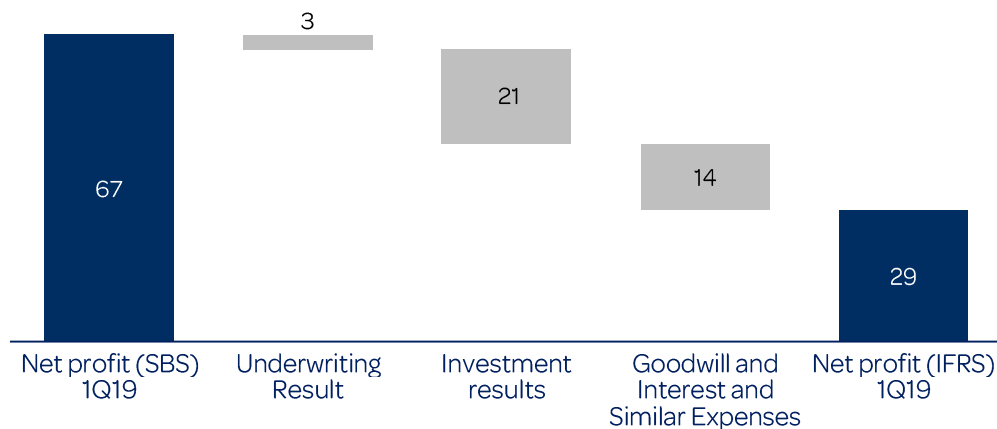 3
21
14
67
29
Net profit (SBS)
1Q19
Underwriting
Result
Investment
results
Goodwill and
Interest and
Similar Expenses
Net profit (IFRS)
1Q19